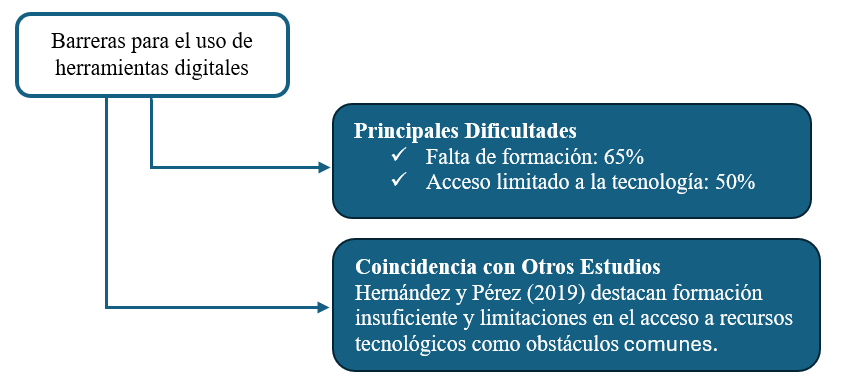 Barreras para el uso de
herramientas digitales
Principales Dificultades
✓ Falta de formación: 65%
✓ Acceso limitado a la tecnología: 50%
Coincidencia con Otros Estudios
Hernández y Pérez (2019) destacan formación
insuficiente y limitaciones en el acceso a recursos
tecnológicos como obstáculos comunes.